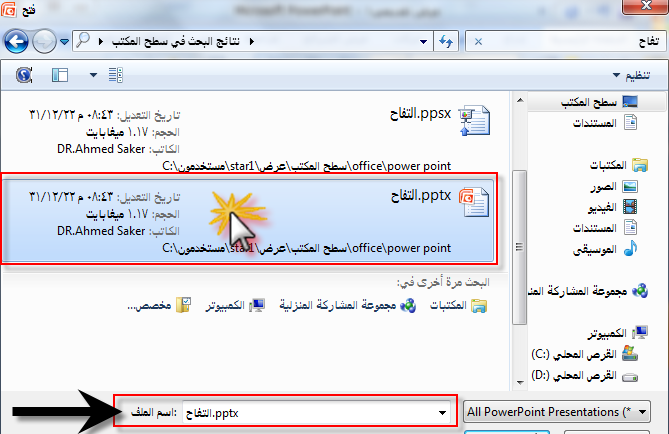 فتح
Microsoft PowerPoint
نتائج البحث في سطح المكتب
تفاح
تنظيم
التفاح.ppsx
تاريخ التعديل: ٠٨:٤٣ م ٣١/١٢/٢٢
الحجم: ١.١٧ ميغابايت
الكاتب: DR.Ahmed Saker
C:\مستخدمون\star1\عرض\سطح المكتب\office\power point
التفاح.pptx
تاريخ التعديل: ٠٨:٤٣ م ٣١/١٢/٢٢
الحجم: ١.١٧ ميغابايت
الكاتب: DR.Ahmed Saker
C:\مستخدمون\star1\عرض\سطح المكتب\office\power point
البحث مرة أخرى في:
المكتبات
مجموعة المشاركة المنزلية
الكمبيوتر
مخصص...
سطح المكتب
المستندات
المكتبات
الصور
الفيديو
المستندات
الموسيقى
مجموعة المشاركة المنز
الكمبيوتر
القرص المحلي (C:)
القرص المحلي (D:)
اسم الملف:
التفاح.pptx
All PowerPoint Presentations (*